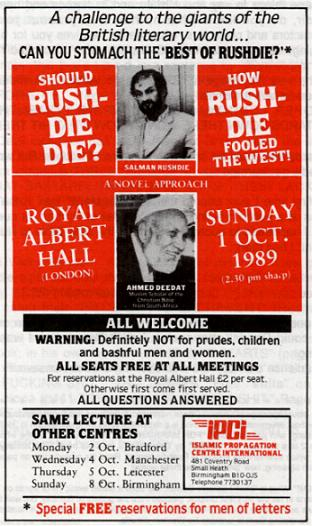 A challenge to the giants of the
British literary world...
CAN YOU STOMACH THE 'BEST OF RUSHDIE?'*
SHOULD
RUSH-
DIE
DIE?
SALMAN RUSHDIE
HOW
RUSH-
DIE
FOOLED
THE WEST!
A NOVEL APPROACH
ROYAL
ALBERT
HALL
(LONDON)
AHMED DEEDAT
Muslim Scholar of the
Christian Bible
from South Africa
SUNDAY
1 OCT.
1989
(2.30 pm sharp)
ALL WELCOME
WARNING: Definitely NOT for prudes, children
and bashful men and women.
ALL SEATS FREE AT ALL MEETINGS
For reservations at the Royal Albert Hall £2 per seat.
Otherwise first come first served.
ALL QUESTIONS ANSWERED
SAME LECTURE AT
OTHER CENTRES
Monday 2 Oct. Bradford
Wednesday 4 Oct. Manchester
Thursday 5 Oct. Leicester
Sunday 8 Oct. Birmingham
iPCi
ISLAMIC PROPAGATION
CENTRE INTERNATIONAL
481 Coventry Road
Small Heath
Birmingham B10-OJS
Telephone 7730137
* Special FREE reservations for men of letters